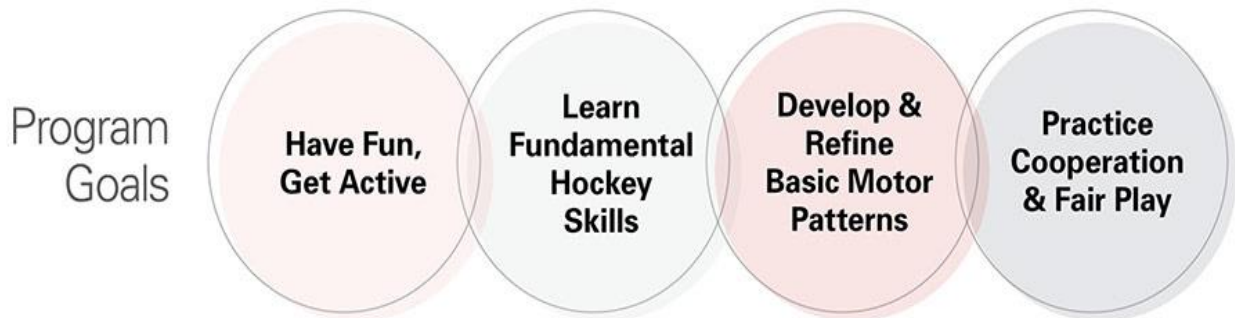 Program
Goals
Have Fun,
Get Active
Learn
Fundamental
Hockey
Skills
Develop &
Refine
Basic Motor
Patterns
Practice
Cooperation
& Fair Play